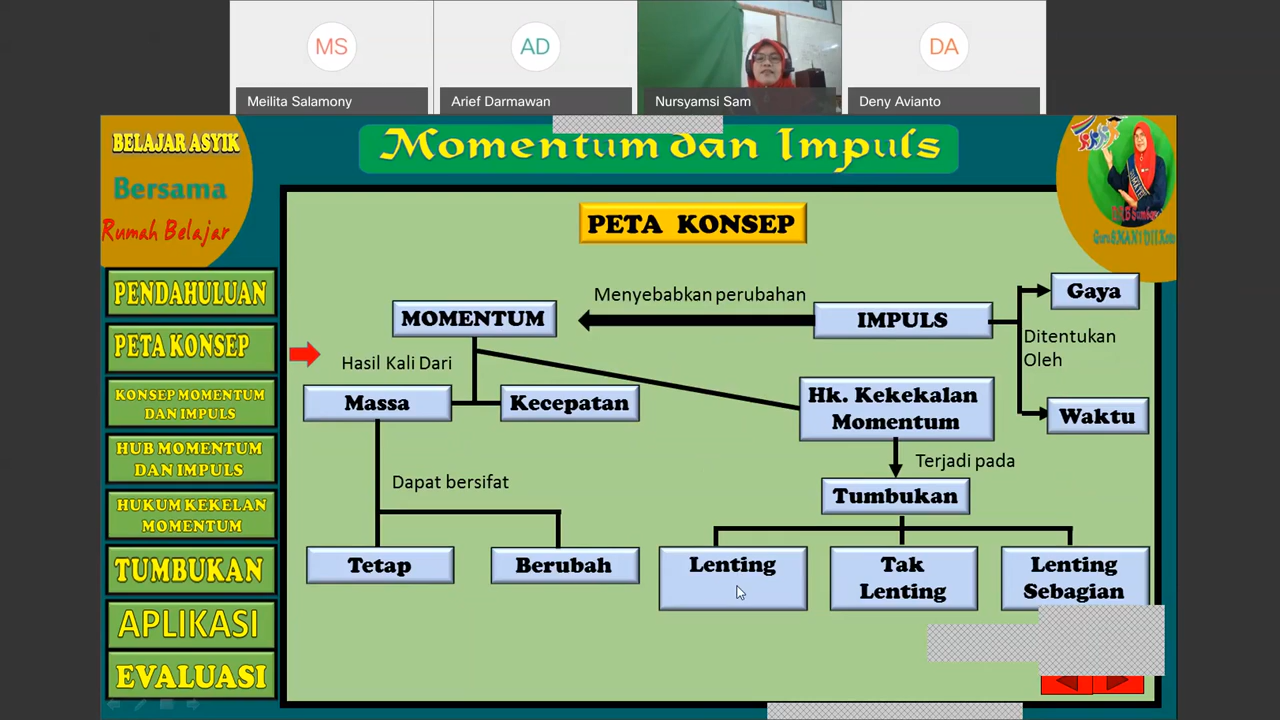 MS
AD
DA
Meilita Salamony
Arief Darmawan
Nursyamsi Sam
Deny Avianto
BELAJAR ASYIK
Bersama
Rumah Belajar
Momentum dan Impuls
PETA KONSEP
PENDAHULUAN
PETA KONSEP
KONSEP MOMENTUM
DAN IMPULS
HUB MOMENTUM
DAN IMPULS
HUKUM KEKELAN
MOMENTUM
TUMBUKAN
APLIKASI
EVALUASI
MOMENTUM
Menyebabkan perubahan
IMPULS
Gaya
Ditentukan
Oleh
Waktu
Hasil Kali Dari
Massa
Kecepatan
Hk. Kekekalan
Momentum
Terjadi pada
Tumbukan
Dapat bersifat
Tetap
Berubah
Lenting
Tak
Lenting
Lenting
Sebagian